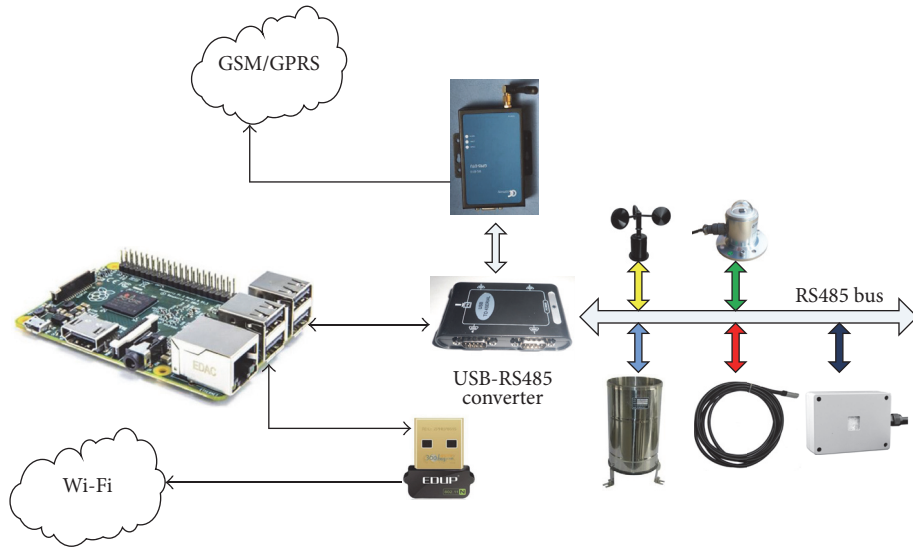 GSM/GPRS
RS485 bus
USB-RS485
converter
EDAC
EDUP
Wi-Fi